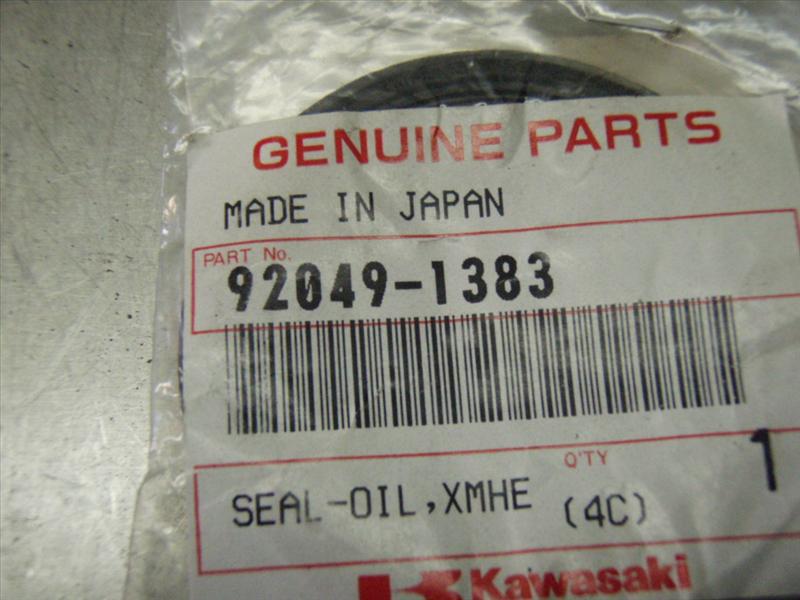 GENUINE PARTS
MADE IN JAPAN
PART No.
92049-1383
Q'TY
1
SEAL-OIL,XMHE (4C)
Kawasaki